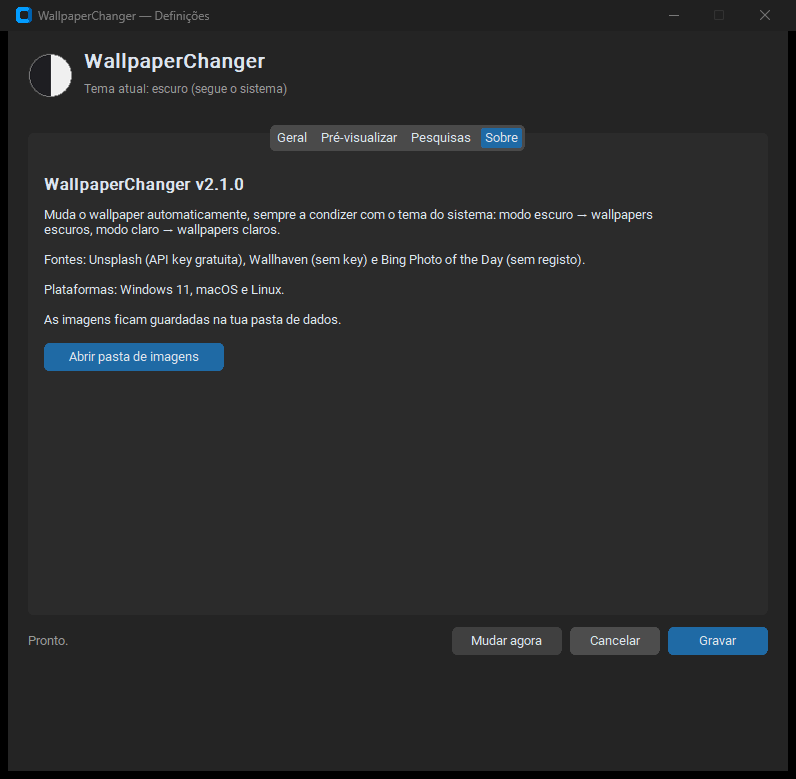 WallpaperChanger — Definições
WallpaperChanger
Tema atual: escuro (segue o sistema)
Geral Pré-visualizar Pesquisas Sobre
WallpaperChanger v2.1.0
Muda o wallpaper automaticamente, sempre a condizer com o tema do sistema: modo escuro → wallpapers
escuros, modo claro → wallpapers claros.
Fontes: Unsplash (API key gratuita), Wallhaven (sem key) e Bing Photo of the Day (sem registo).
Plataformas: Windows 11, macOS e Linux.
As imagens ficam guardadas na tua pasta de dados.
Abrir pasta de imagens
Pronto. Mudar agora Cancelar Gravar